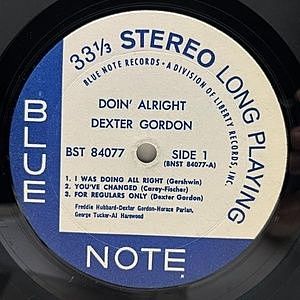 33⅓ STEREO LONG PLAYING
BLUE NOTE RECORDS • A DIVISION OF LIBERTY RECORDS, INC.
DOIN' ALRIGHT
DEXTER GORDON
BST 84077
SIDE 1
(BNST 84077-A)
1. I WAS DOING ALL RIGHT (Gershwin)
2. YOU'VE CHANGED (Carey-Fischer)
3. FOR REGULARS ONLY (Dexter Gordon)
Freddie Hubbard-Dexter Gordon-Horace Parlan,
George Tucker-Al Harewood
BLUE
NOTE